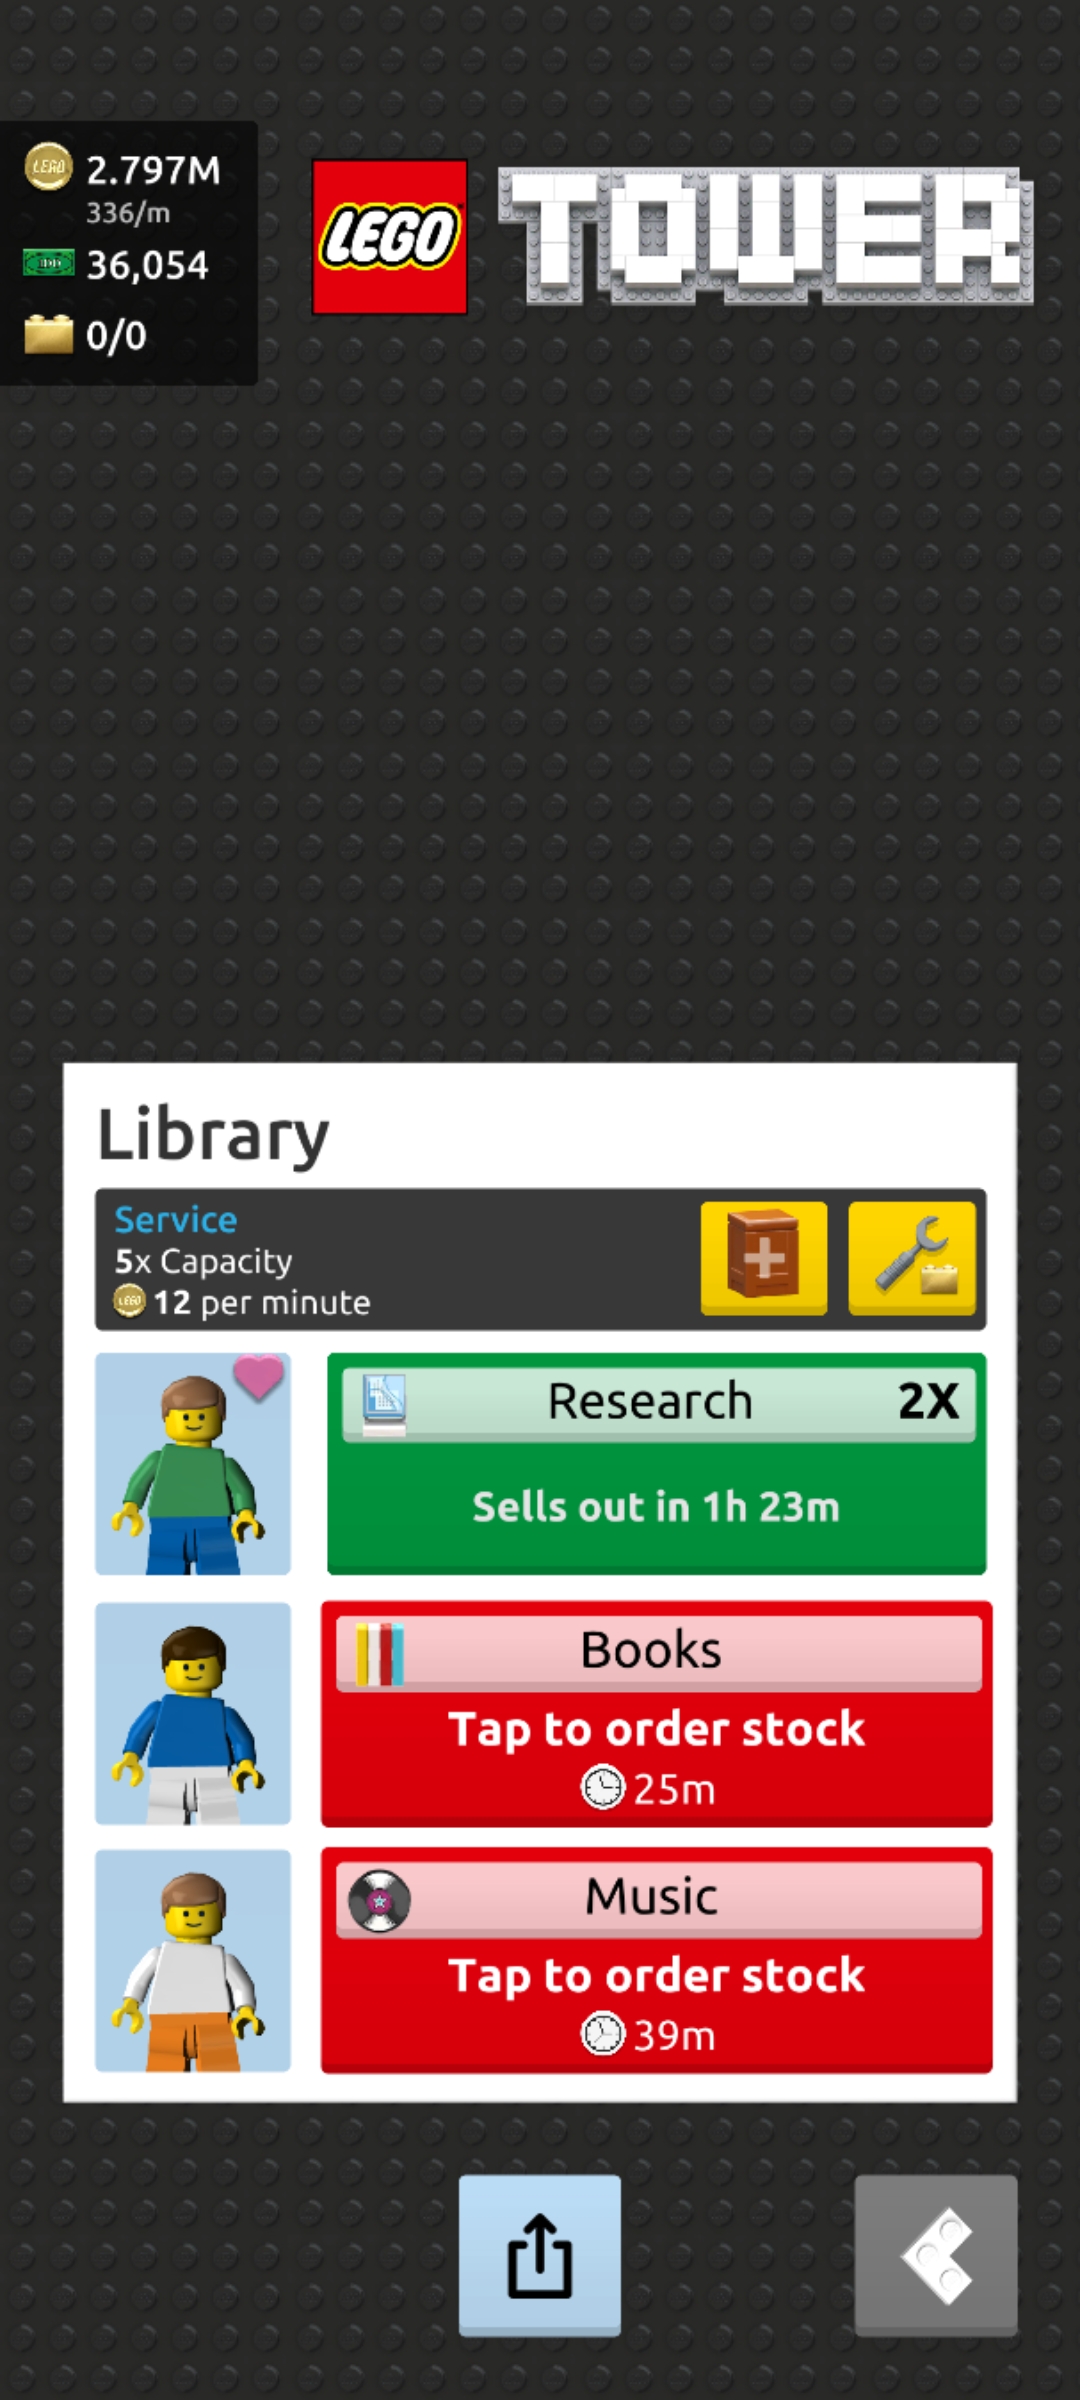 2.797M
336/m
36,054
0/0
LEGO TOWER
Library
Service
5x Capacity
12 per minute
Research 2X
Sells out in 1h 23m
Books
Tap to order stock
25m
Music
Tap to order stock
39m